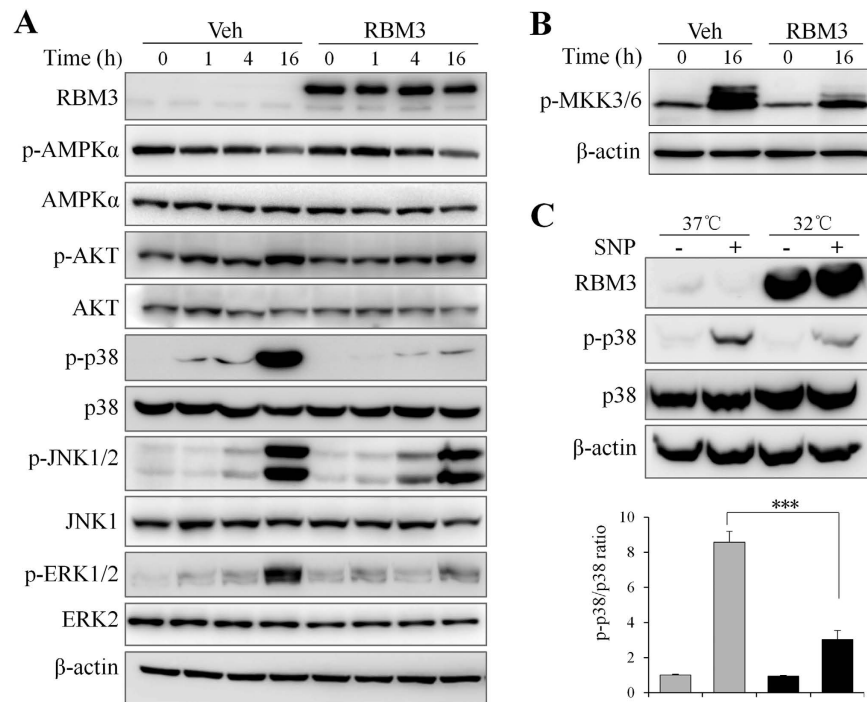 A
Veh RBM3
Time (h) 0 1 4 16 0 1 4 16
RBM3
p-AMPKα
AMPKα
p-AKT
AKT
p-p38
p38
p-JNK1/2
JNK1
p-ERK1/2
ERK2
β-actin
B
Veh RBM3
Time (h) 0 16 0 16
p-MKK3/6
β-actin
C
37℃ 32℃
SNP - + - +
RBM3
p-p38
p38
β-actin
p-p38/p38 ratio
10
8
6
4
2
0
***